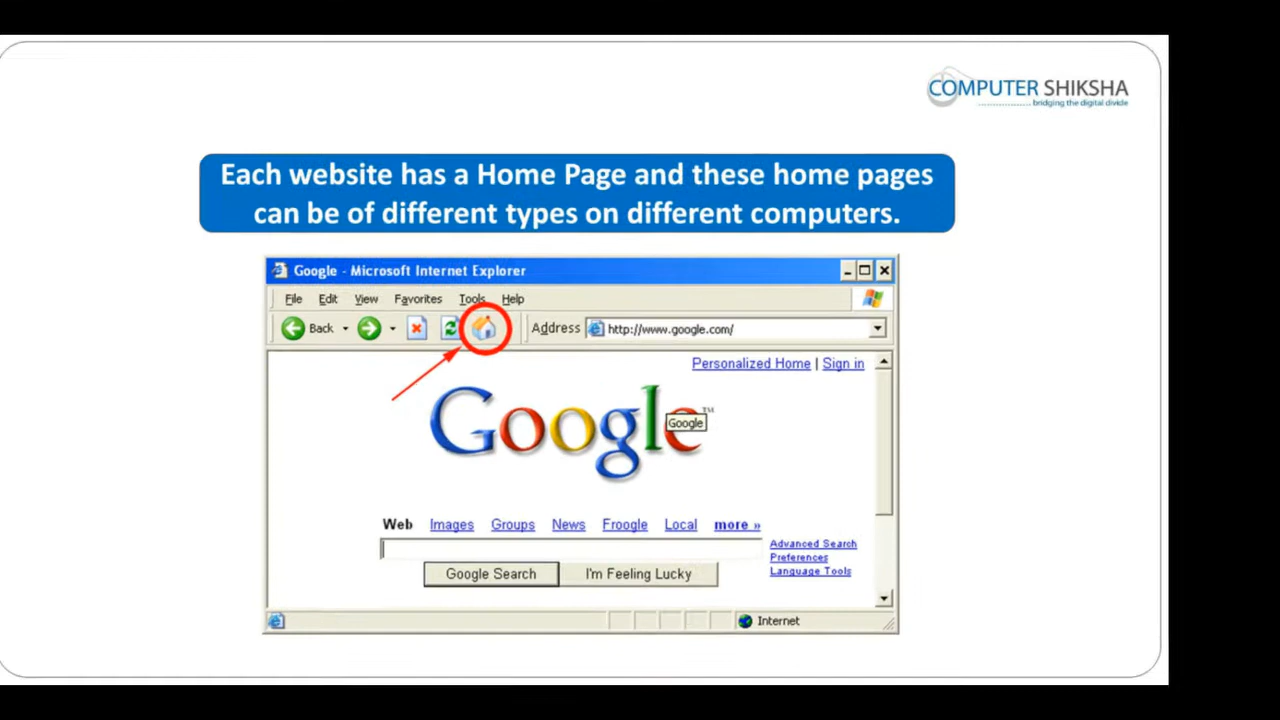 COMPUTER SHIKSHA
bridging the digital divide
Each website has a Home Page and these home pages
can be of different types on different computers.
Google - Microsoft Internet Explorer
File Edit View Favorites Tools Help
Back Address http://www.google.com/
Personalized Home | Sign in
Google™
Google
Web Images Groups News Froogle Local more »
Advanced Search
Preferences
Language Tools
Google Search I'm Feeling Lucky
Internet